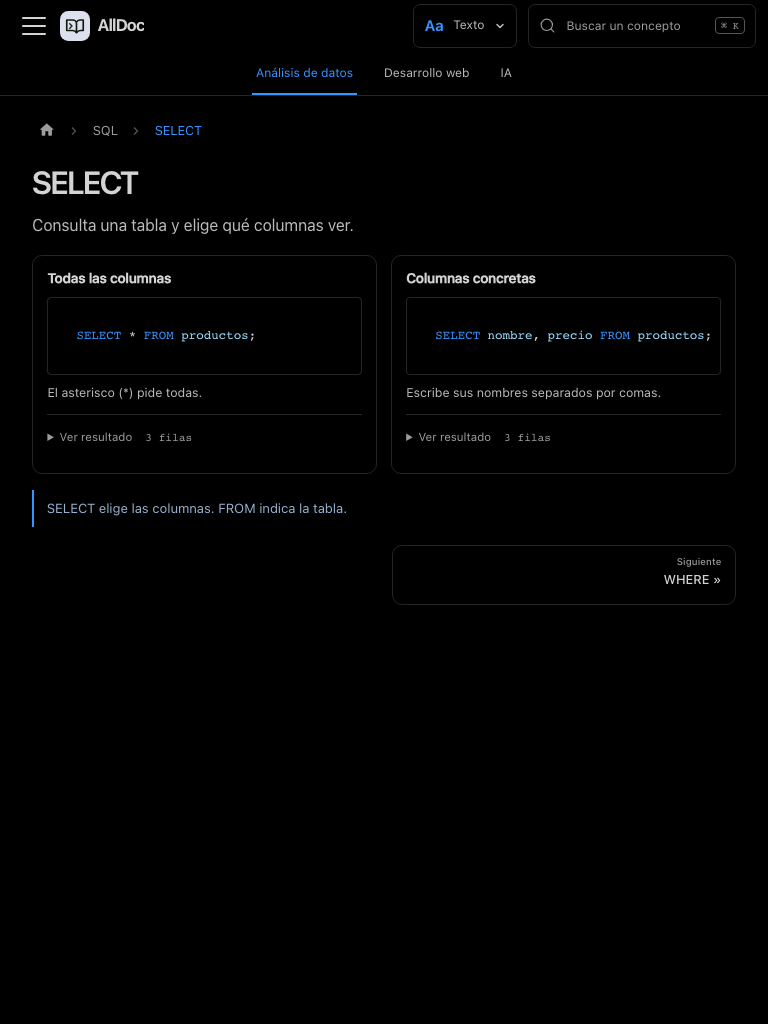 AllDoc
Aa Texto
Buscar un concepto
⌘ K
Análisis de datos
Desarrollo web
IA
SQL
SELECT
SELECT
Consulta una tabla y elige qué columnas ver.
Todas las columnas
SELECT * FROM productos;
El asterisco (*) pide todas.
Ver resultado 3 filas
Columnas concretas
SELECT nombre, precio FROM productos;
Escribe sus nombres separados por comas.
Ver resultado 3 filas
SELECT elige las columnas. FROM indica la tabla.
Siguiente
WHERE »